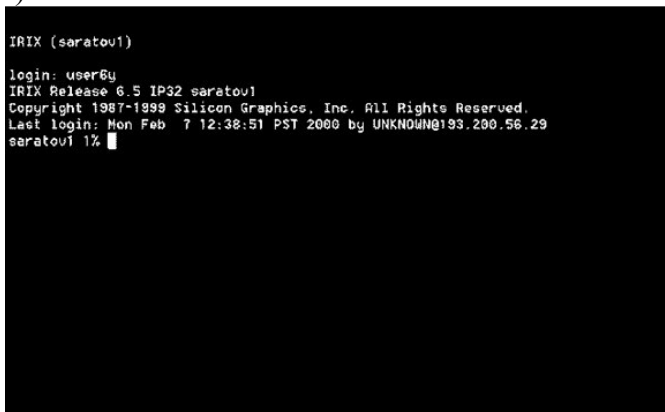 IRIX (saratov1)
login: user6y
IRIX Release 6.5 IP32 saratov1
Copyright 1987-1999 Silicon Graphics, Inc. All Rights Reserved.
Last login: Mon Feb  7 12:38:51 PST 2000 by UNKNOWN@193.200.56.29
saratov1 1%